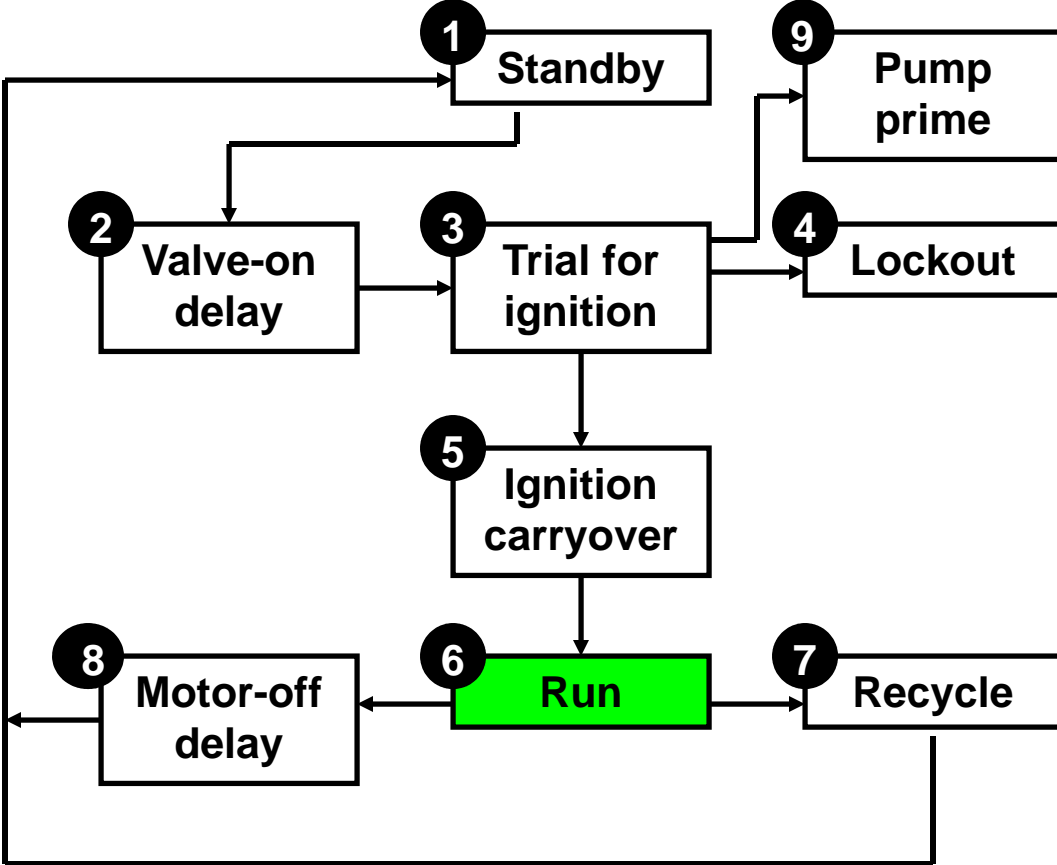 1
Standby
9
Pump
prime
2
Valve-on
delay
3
Trial for
ignition
4
Lockout
5
Ignition
carryover
8
Motor-off
delay
6
Run
7
Recycle